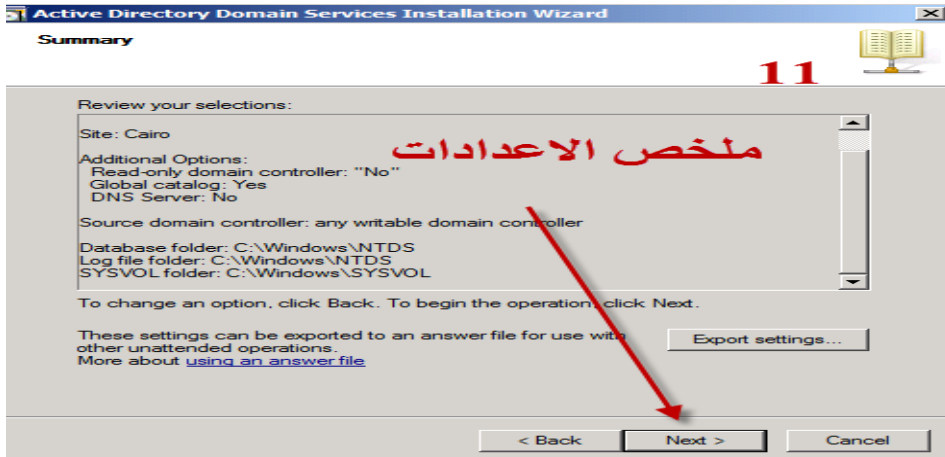 Active Directory Domain Services Installation Wizard
Summary
11
Review your selections:
Site: Cairo
ملخص الاعدادات
Additional Options:
Read-only domain controller: "No"
Global catalog: Yes
DNS Server: No
Source domain controller: any writable domain controller
Database folder: C:\Windows\NTDS
Log file folder: C:\Windows\NTDS
SYSVOL folder: C:\Windows\SYSVOL
To change an option, click Back. To begin the operation, click Next.
These settings can be exported to an answer file for use with
other unattended operations.
More about using an answer file
Export settings...
< Back
Next >
Cancel